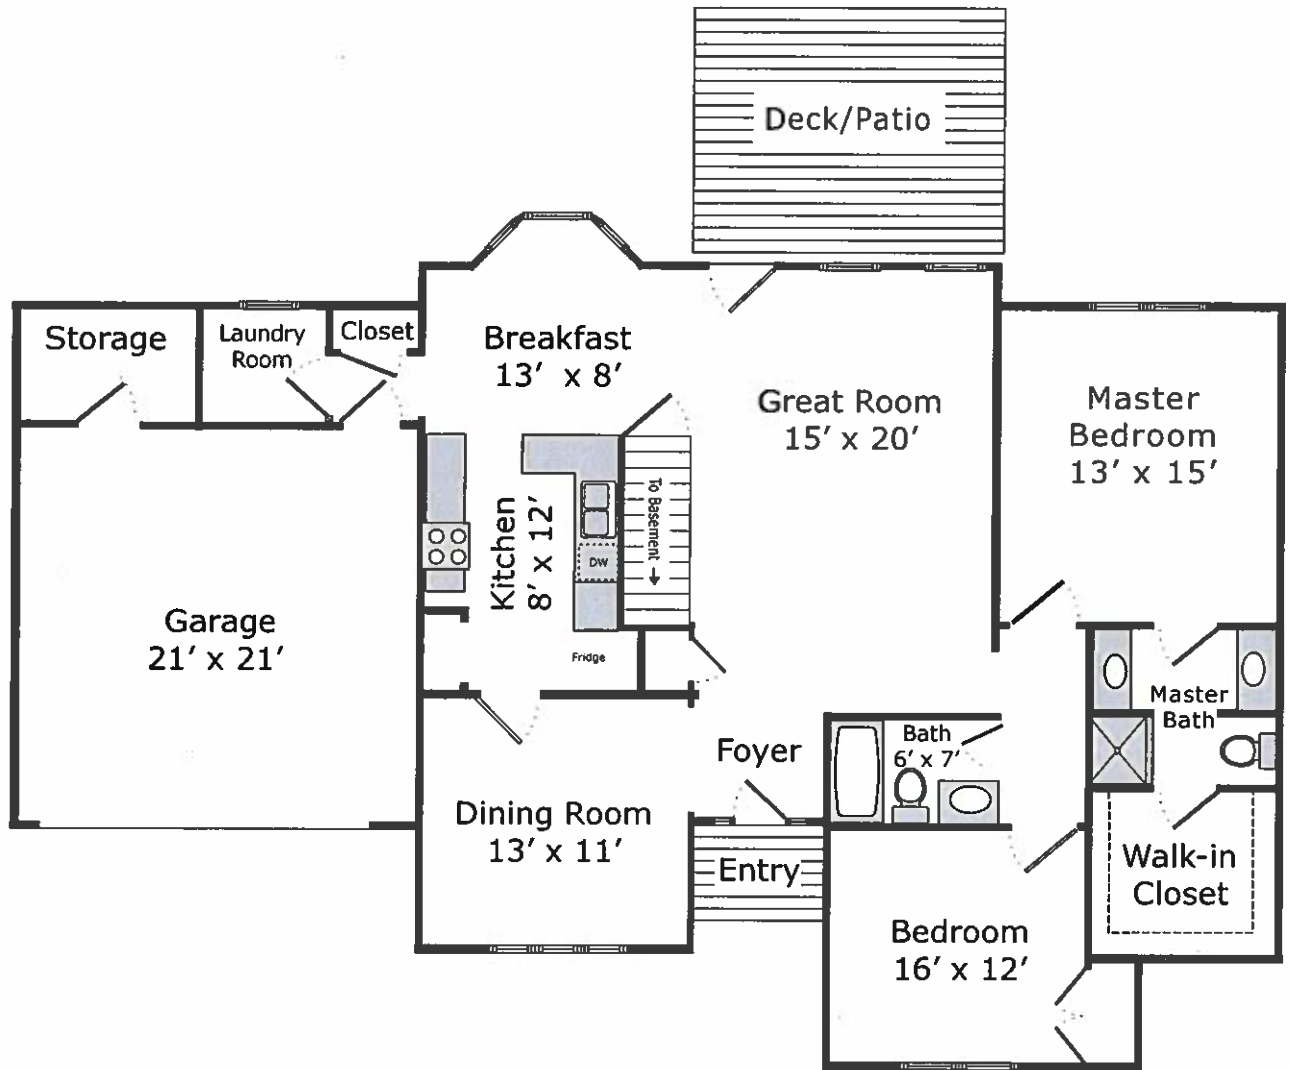 Deck/Patio
Storage
Laundry
Room
Closet
Breakfast
13′ x 8′
Great Room
15′ x 20′
Master
Bedroom
13′ x 15′
To Basement →
Kitchen
8′ x 12′
DW
Fridge
Garage
21′ x 21′
Master
Bath
Bath
6′ x 7′
Foyer
Dining Room
13′ x 11′
Entry
Walk-in
Closet
Bedroom
16′ x 12′